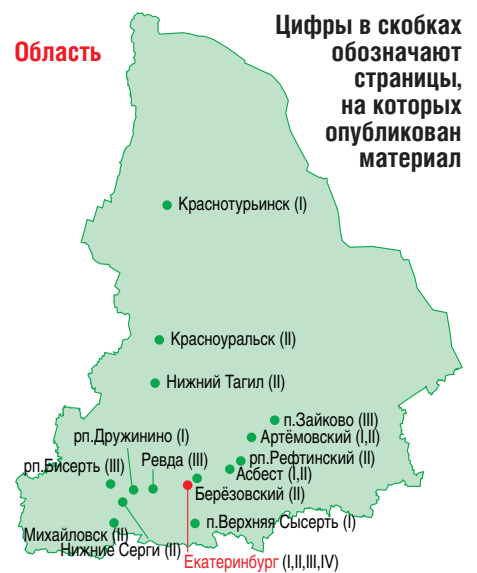 Область
Цифры в скобках
обозначают
страницы,
на которых
опубликован
материал
Краснотурьинск (I)
Красноуральск (II)
Нижний Тагил (II)
п.Зайково (III)
Артёмовский (I,II)
рп.Дружинино (I)
рп.Рефтинский (II)
рп.Бисерть (III)
Ревда (III)
Асбест (I,II)
Берёзовский (II)
Михайловск (II)
п.Верхняя Сысерть (I)
Нижние Серги (II)
Екатеринбург (I,II,III,IV)